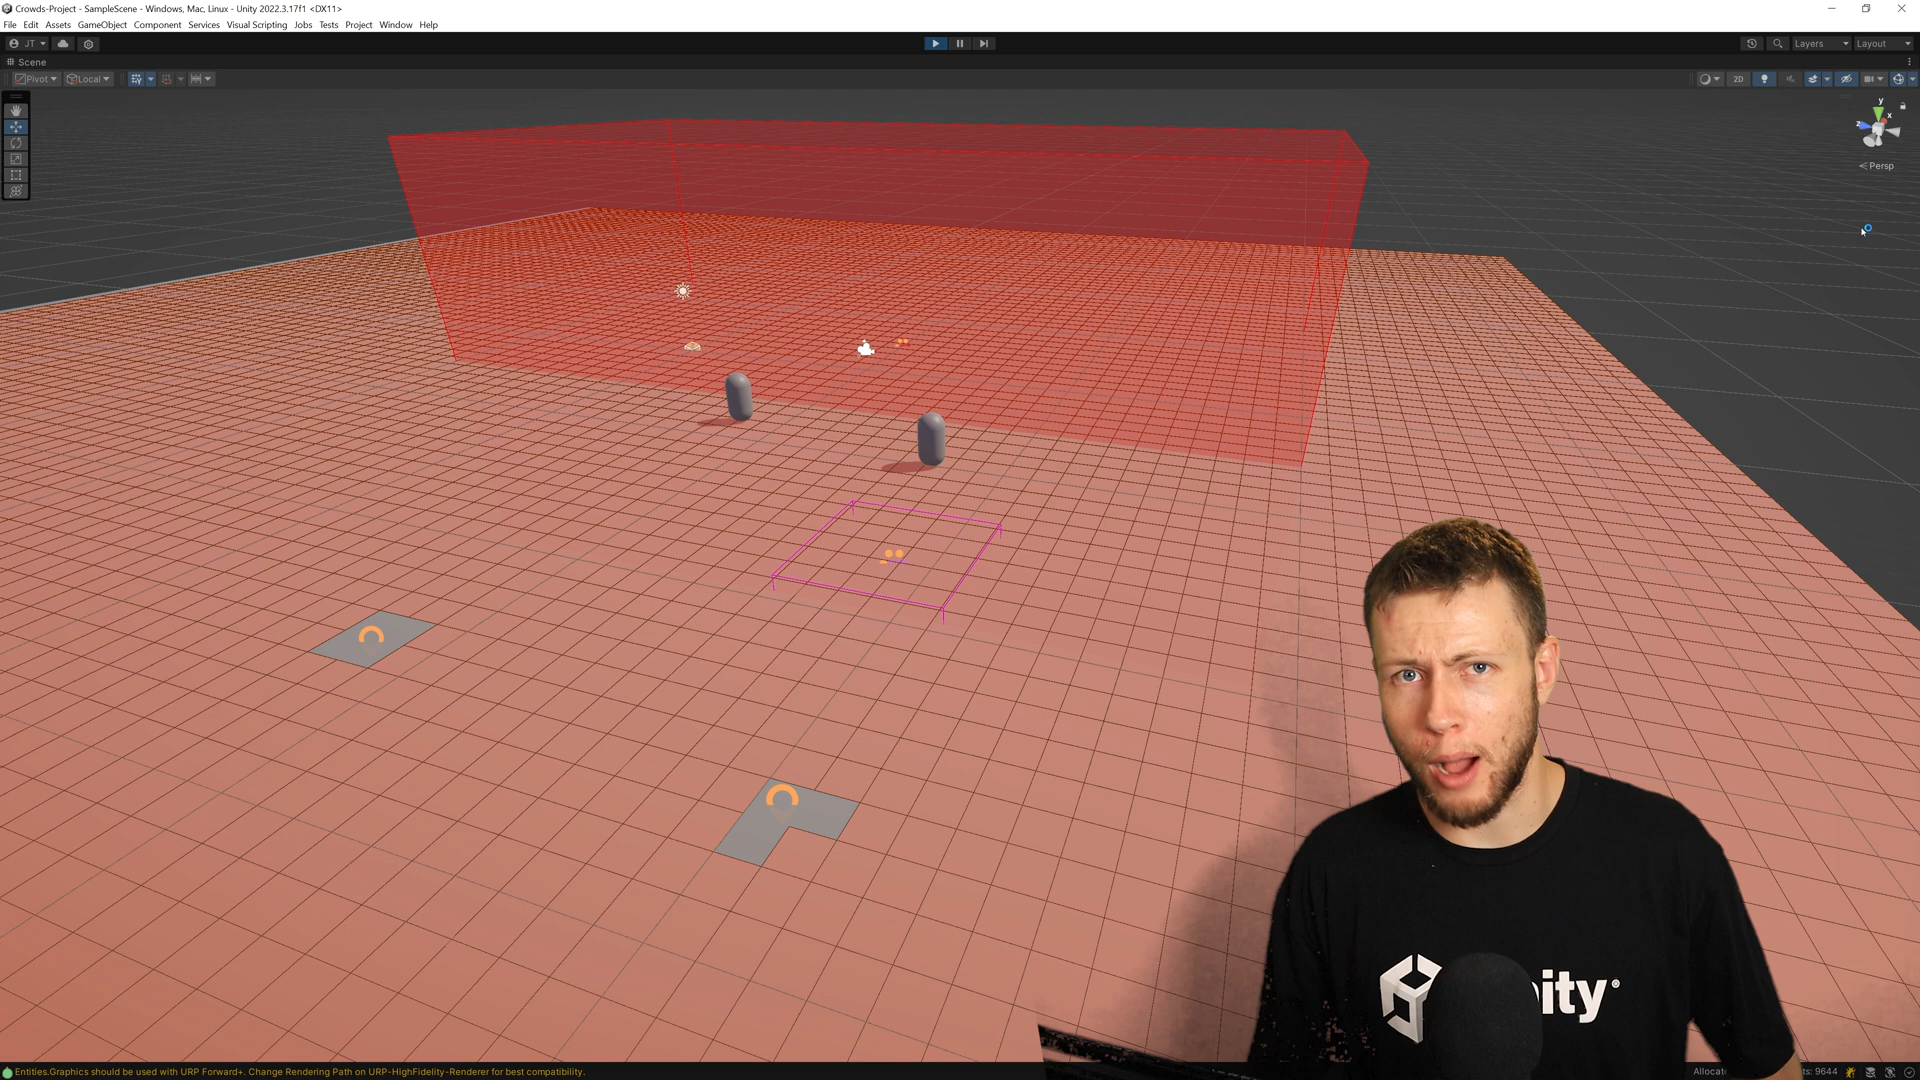 Crowds-Project - SampleScene - Windows, Mac, Linux - Unity 2022.3.17f1 <DX11>
File Edit Assets GameObject Component Services Visual Scripting Jobs Tests Project Window Help
JT Layers Layout
Scene
Pivot Local 2D
y
x
z
Persp
ity®
Entities.Graphics should be used with URP Forward+. Change Rendering Path on URP-HighFidelity-Renderer for best compatibility.
Allocat ts: 9644